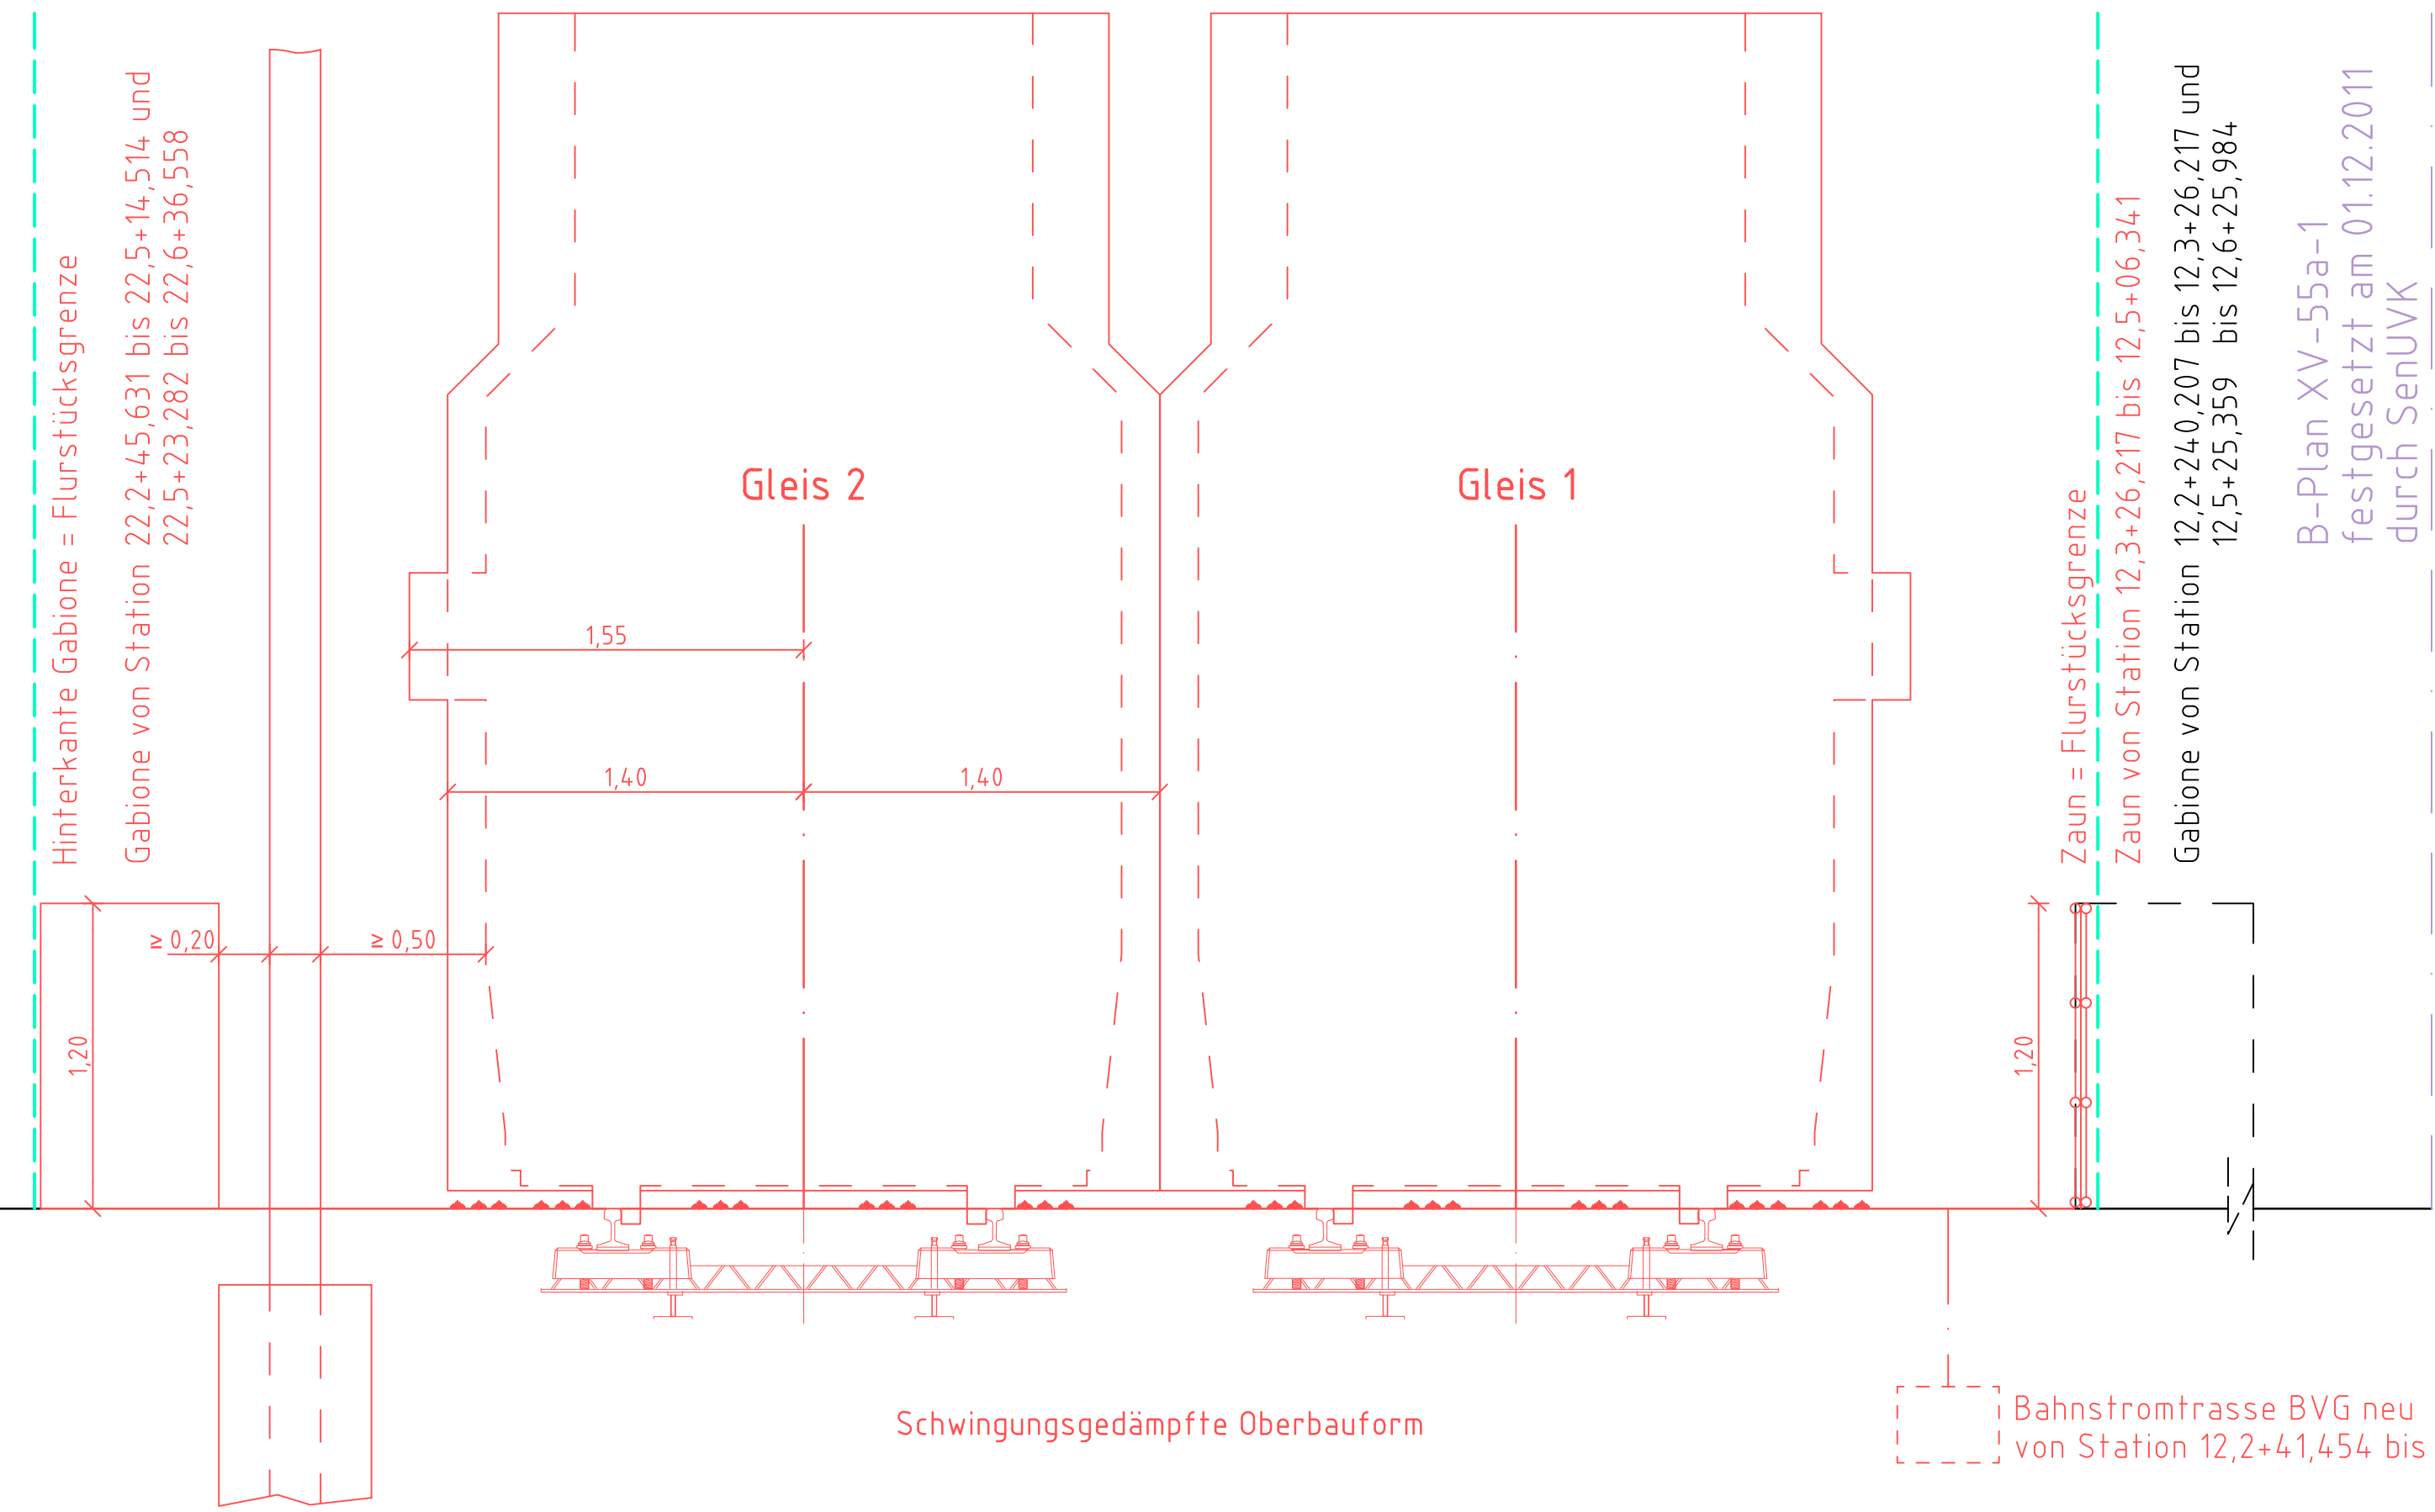 Hinterkante Gabione = Flurstücksgrenze
Gabione von Station 22,2+45,631 bis 22,5+14,514 und
22,5+23,282 bis 22,6+36,558
Gleis 2
Gleis 1
1,55
1,40
1,40
≥ 0,20
≥ 0,50
1,20
1,20
Zaun = Flurstücksgrenze
Zaun von Station 12,3+26,217 bis 12,5+06,341
Gabione von Station 12,2+240,207 bis 12,3+26,217 und
12,5+25,359 bis 12,6+25,984
B-Plan XV-55a-1
festgesetzt am 01.12.2011
durch SenUVK
Schwingungsgedämpfte Oberbauform
Bahnstromtrasse BVG neu
von Station 12,2+41,454 bis